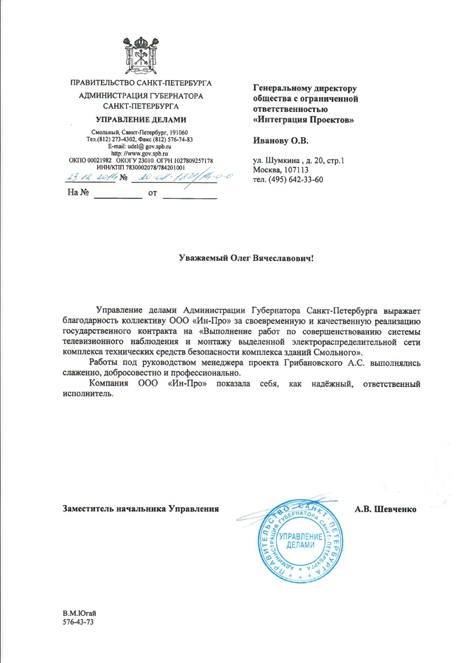 ПРАВИТЕЛЬСТВО САНКТ-ПЕТЕРБУРГА
АДМИНИСТРАЦИЯ ГУБЕРНАТОРА
САНКТ-ПЕТЕРБУРГА
УПРАВЛЕНИЕ ДЕЛАМИ
Смольный, Санкт-Петербург, 191060
Тел.(812) 273-4302, Факс (812) 576-74-83
E-mail: udel@gov.spb.ru
http: //www.gov.spb.ru
ОКПО 00021982 ОКОГУ 23010 ОГРН 1027809257178
ИНН/КПП 7830002078/784201001
№
На № от
Генеральному директору
общества с ограниченной
ответственностью
«Интеграция Проектов»
Иванову О.В.
ул. Шумкина , д. 20, стр.1
Москва, 107113
тел. (495) 642-33-60
Уважаемый Олег Вячеславович!
Управление делами Администрации Губернатора Санкт-Петербурга выражает
благодарность коллективу ООО «Ин-Про» за своевременную и качественную реализацию
государственного контракта на «Выполнение работ по совершенствованию системы
телевизионного наблюдения и монтажу выделенной электрораспределительной сети
комплекса технических средств безопасности комплекса зданий Смольного».
Работы под руководством менеджера проекта Грибановского А.С. выполнялись
слаженно, добросовестно и профессионально.
Компания ООО «Ин-Про» показала себя, как надёжный, ответственный
исполнитель.
Заместитель начальника Управления
А.В. Шевченко
ПРАВИТЕЛЬСТВО САНКТ-ПЕТЕРБУРГА
АДМИНИСТРАЦИЯ ГУБЕРНАТОРА САНКТ-ПЕТЕРБУРГА
УПРАВЛЕНИЕ
ДЕЛАМИ
В.М.Югай
576-43-73